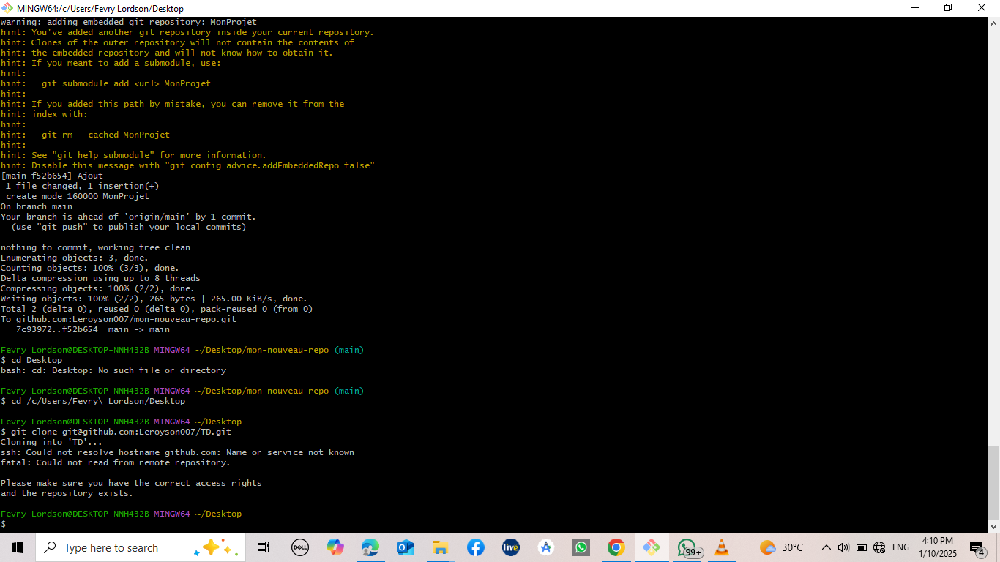 MINGW64:/c/Users/Fevry Lordson/Desktop
warning: adding embedded git repository: MonProjet
hint: You've added another git repository inside your current repository.
hint: Clones of the outer repository will not contain the contents of
hint: the embedded repository and will not know how to obtain it.
hint: If you meant to add a submodule, use:
hint:
hint:   git submodule add <url> MonProjet
hint:
hint: If you added this path by mistake, you can remove it from the
hint: index with:
hint:
hint:   git rm --cached MonProjet
hint:
hint: See "git help submodule" for more information.
hint: Disable this message with "git config advice.addEmbeddedRepo false"
[main f52b654] Ajout
 1 file changed, 1 insertion(+)
 create mode 160000 MonProjet
On branch main
Your branch is ahead of 'origin/main' by 1 commit.
  (use "git push" to publish your local commits)
nothing to commit, working tree clean
Enumerating objects: 3, done.
Counting objects: 100% (3/3), done.
Delta compression using up to 8 threads
Compressing objects: 100% (2/2), done.
Writing objects: 100% (2/2), 265 bytes | 265.00 KiB/s, done.
Total 2 (delta 0), reused 0 (delta 0), pack-reused 0 (from 0)
To github.com:Leroyson007/mon-nouveau-repo.git
   7c93972..f52b654  main -> main
Fevry Lordson@DESKTOP-NNH432B MINGW64 ~/Desktop/mon-nouveau-repo (main)
$ cd Desktop
bash: cd: Desktop: No such file or directory
Fevry Lordson@DESKTOP-NNH432B MINGW64 ~/Desktop/mon-nouveau-repo (main)
$ cd /c/Users/Fevry\ Lordson/Desktop
Fevry Lordson@DESKTOP-NNH432B MINGW64 ~/Desktop
$ git clone git@github.com:Leroyson007/TD.git
Cloning into 'TD'...
ssh: Could not resolve hostname github.com: Name or service not known
fatal: Could not read from remote repository.
Please make sure you have the correct access rights
and the repository exists.
Fevry Lordson@DESKTOP-NNH432B MINGW64 ~/Desktop
$
Type here to search
DELL
live
99+
30°C
ENG
4:10 PM
1/10/2025
4